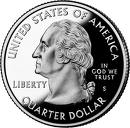 UNITED STATES OF AMERICA
LIBERTY
IN
GOD WE
TRUST
S
QUARTER DOLLAR